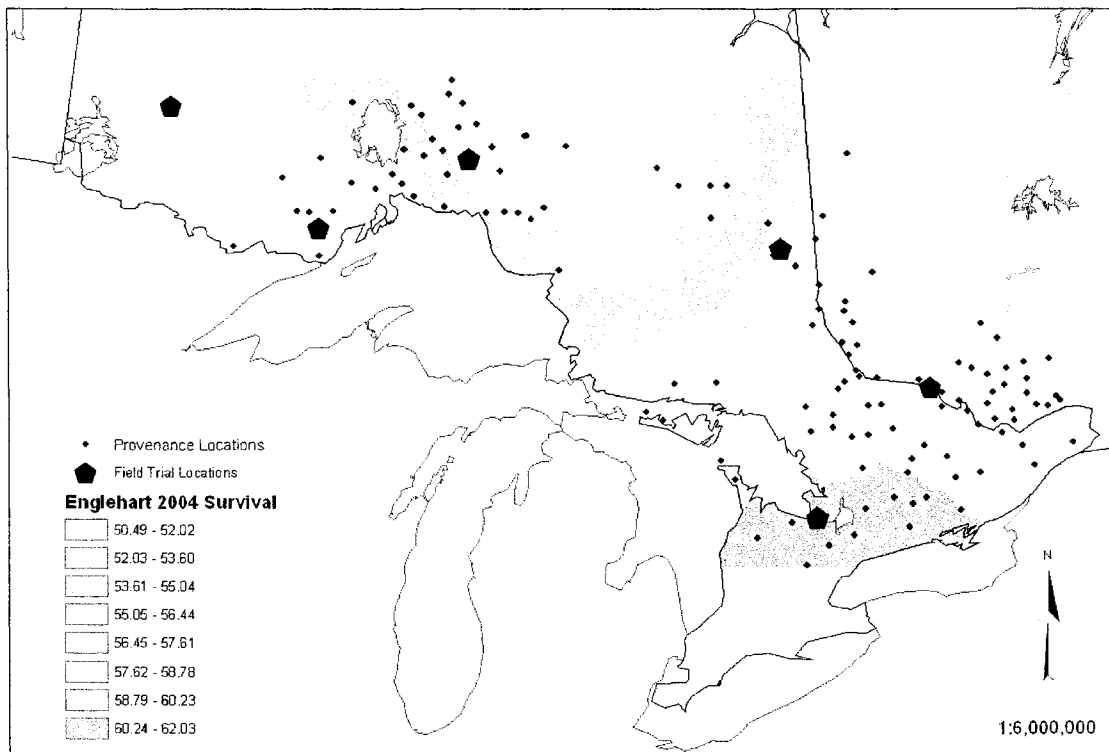 Provenance Locations
Field Trial Locations
Englehart 2004 Survival
50.49 - 52.02
52.03 - 53.60
53.61 - 55.04
55.05 - 56.44
56.45 - 57.61
57.62 - 58.78
58.79 - 60.23
60.24 - 62.03
N
1:6,000,000